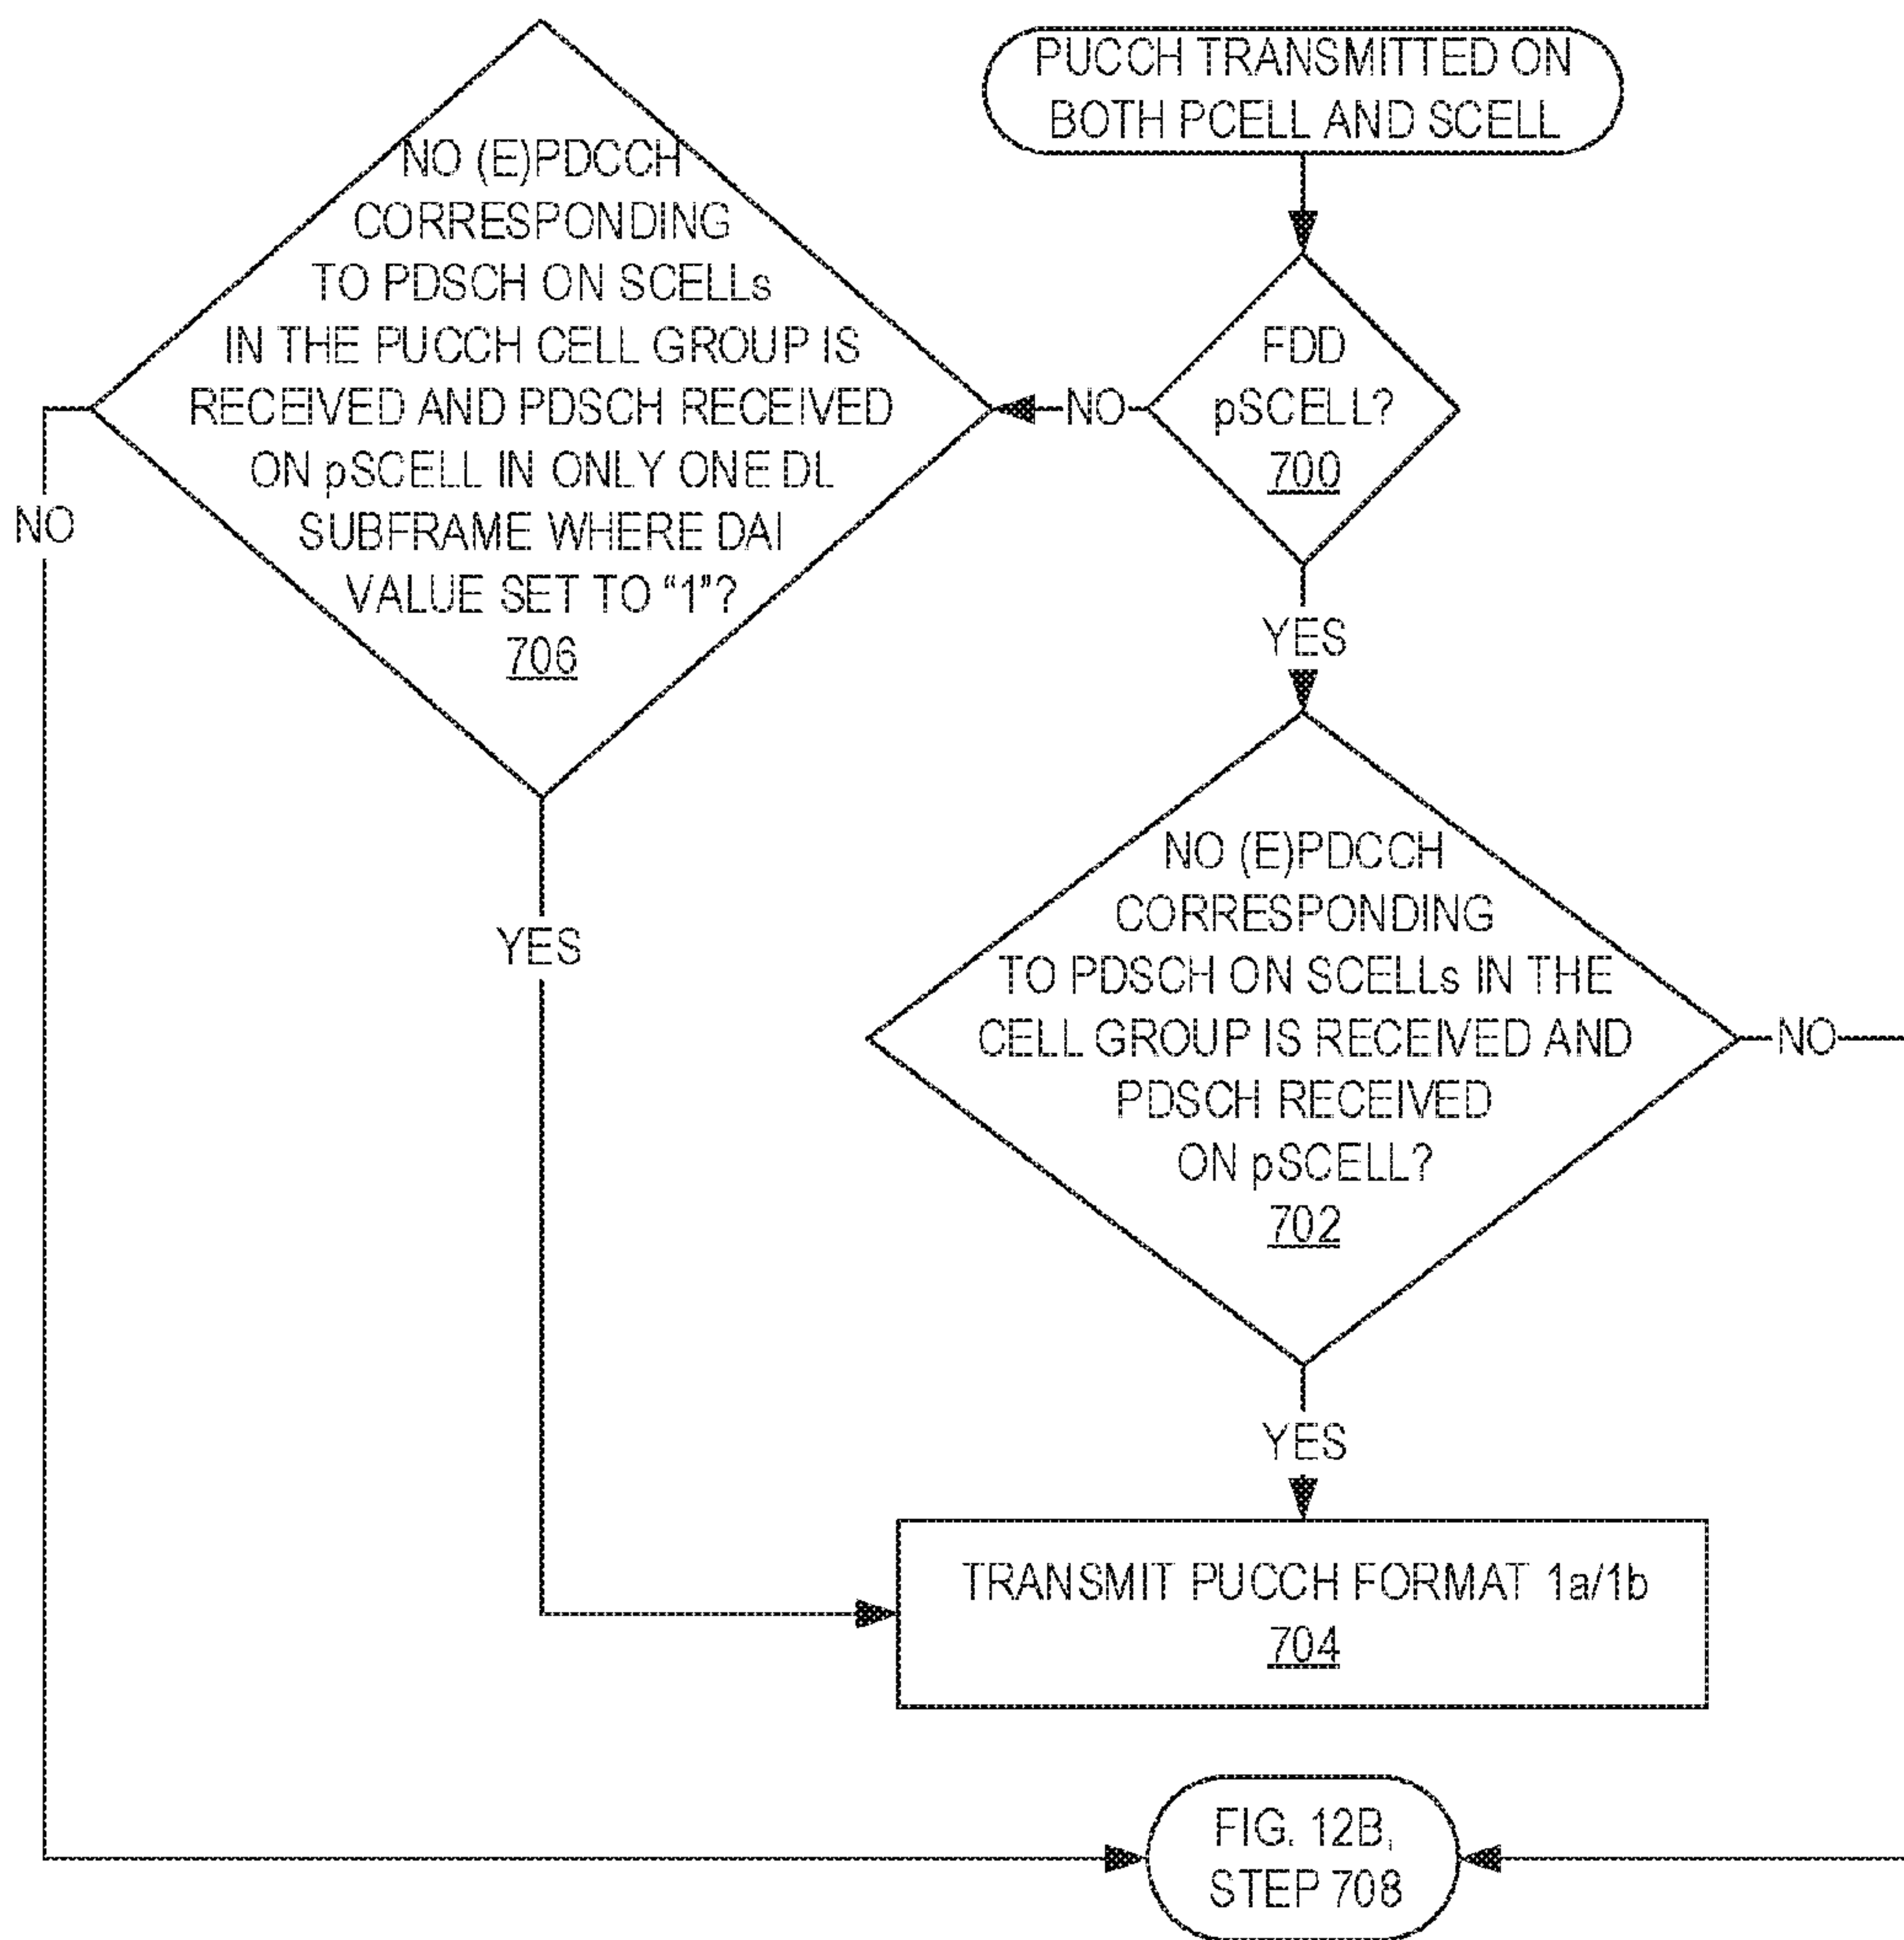 PUCCH TRANSMITTED ON
BOTH PCELL AND SCELL
FDD
pSCELL?
700
NO
YES
NO (E)PDCCH
CORRESPONDING
TO PDSCH ON SCELLs
IN THE PUCCH CELL GROUP IS
RECEIVED AND PDSCH RECEIVED
ON pSCELL IN ONLY ONE DL
SUBFRAME WHERE DAI
VALUE SET TO “1”?
706
NO
YES
NO (E)PDCCH
CORRESPONDING
TO PDSCH ON SCELLs IN THE
CELL GROUP IS RECEIVED AND
PDSCH RECEIVED
ON pSCELL?
702
NO
YES
TRANSMIT PUCCH FORMAT 1a/1b
704
FIG. 12B,
STEP 708